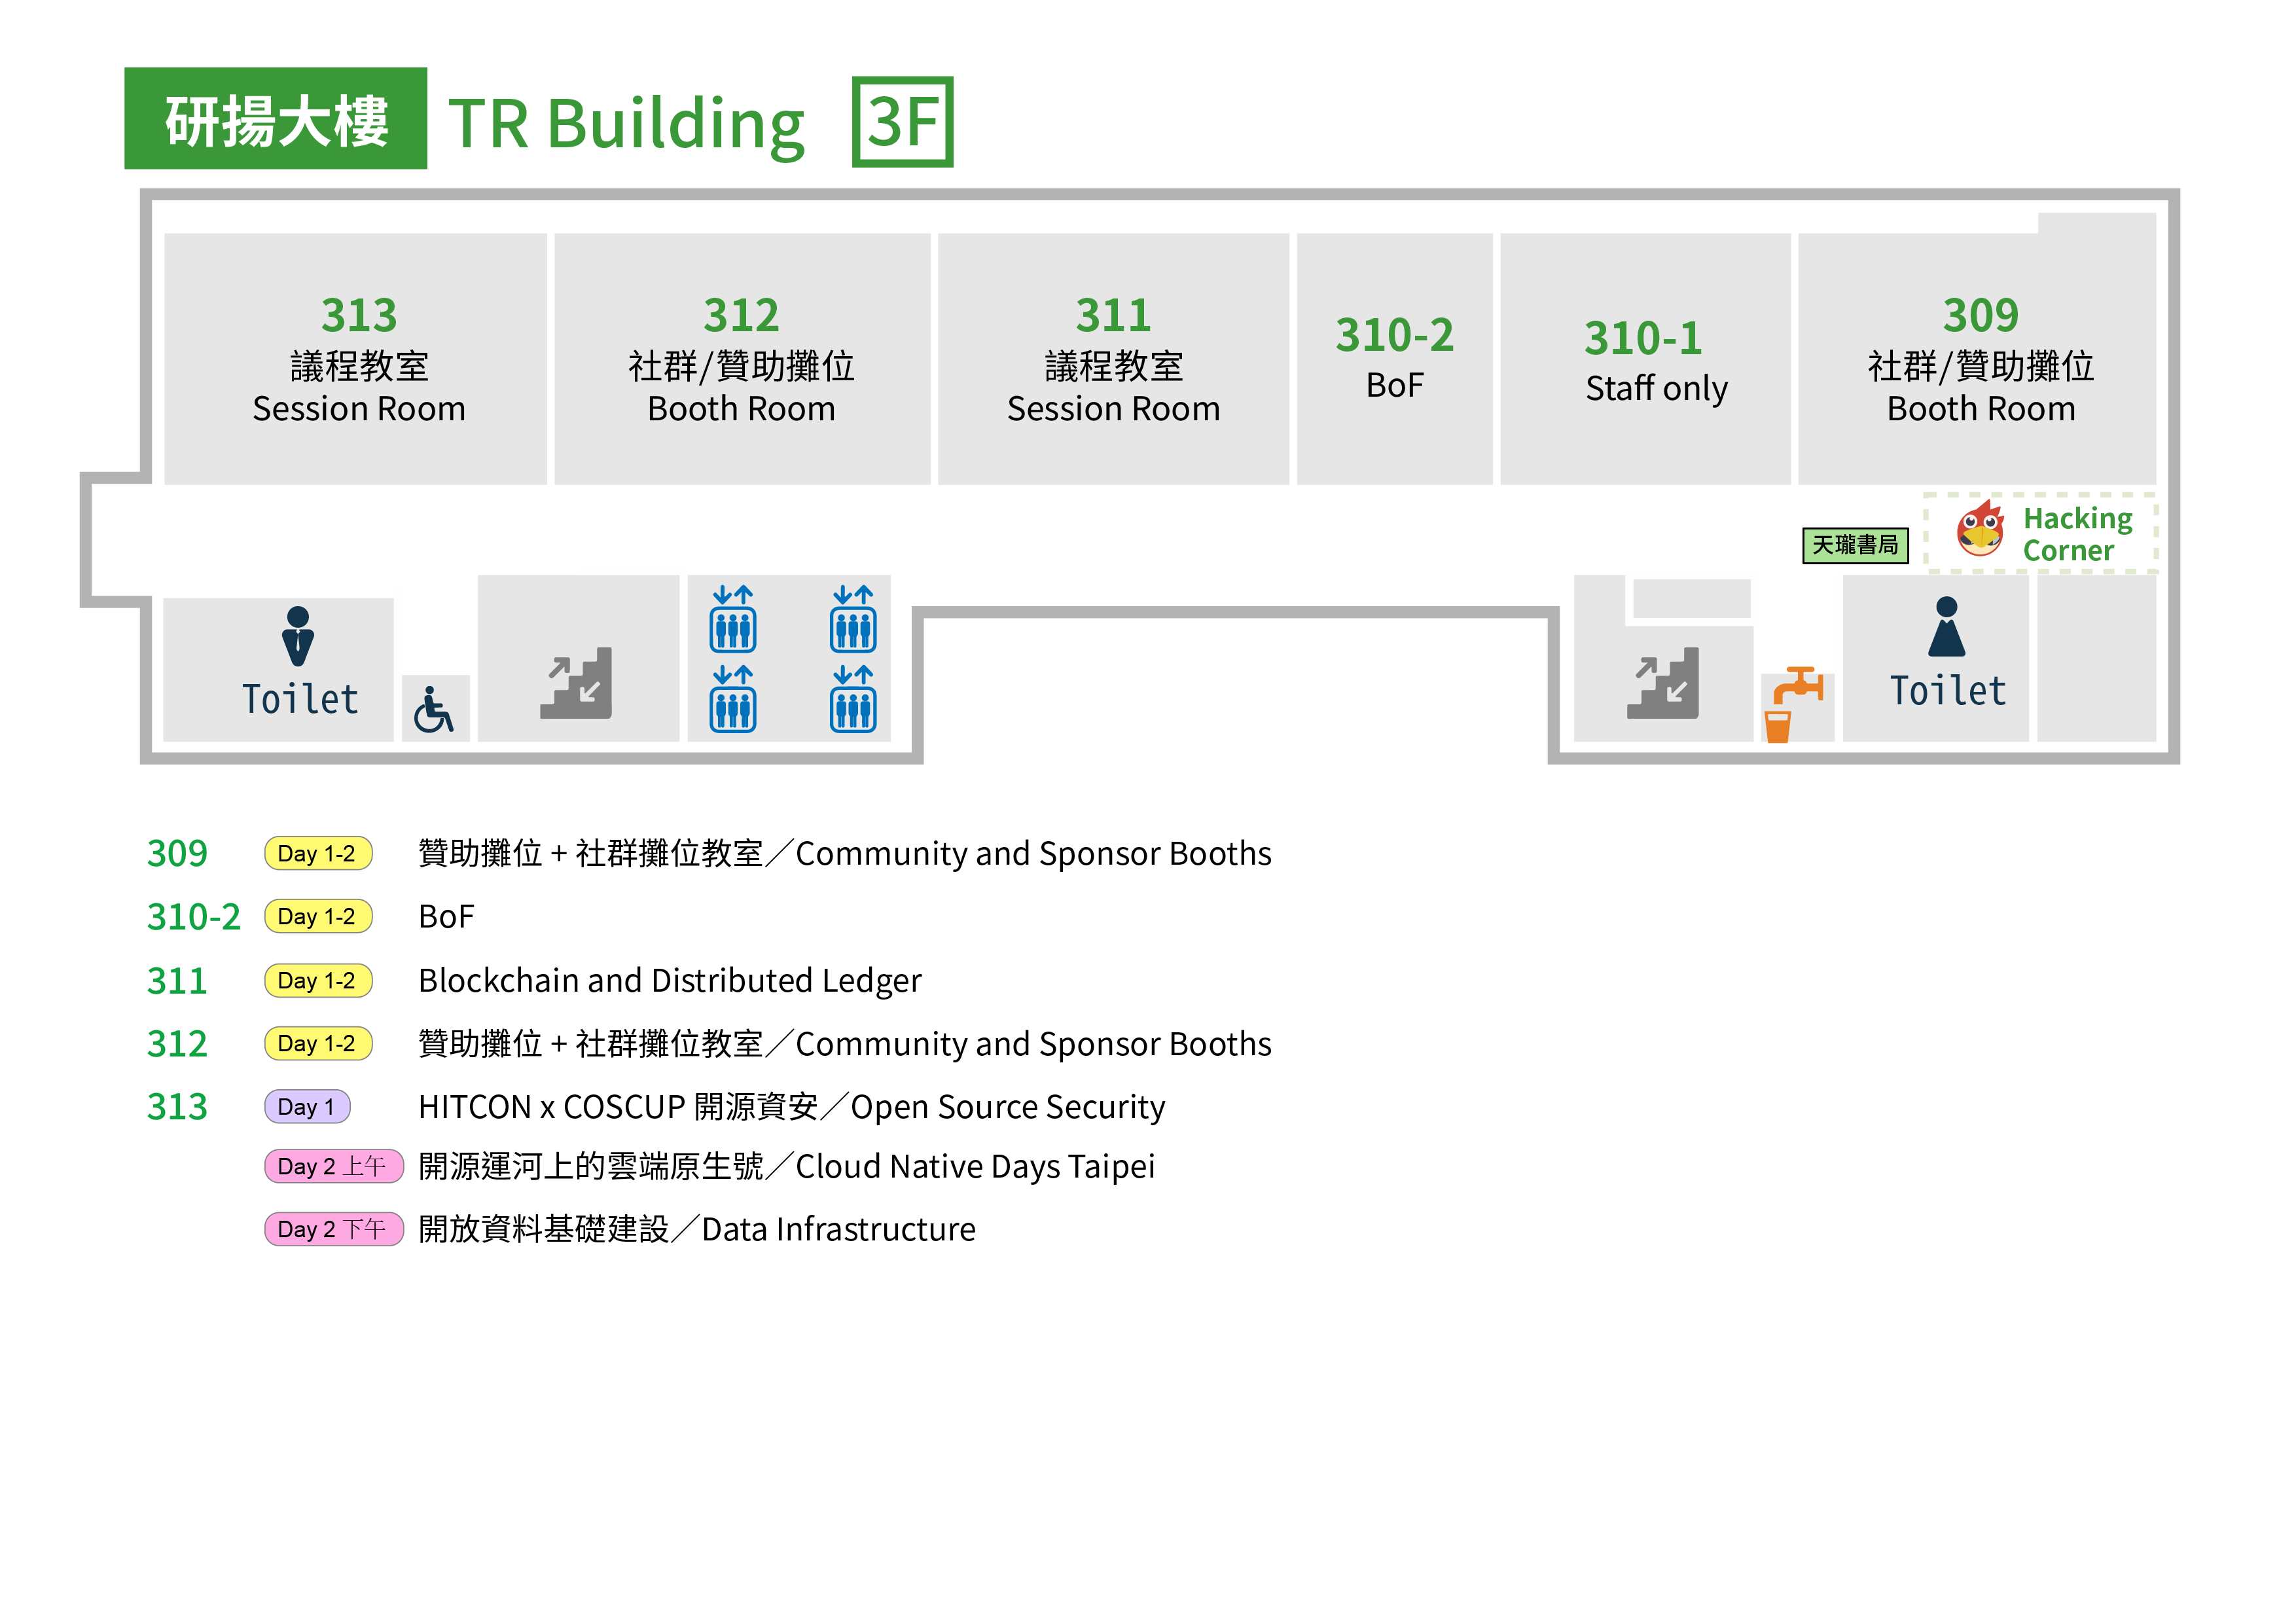 研揚大樓 TR Building 3F
313
議程教室
Session Room
312
社群/贊助攤位
Booth Room
311
議程教室
Session Room
310-2
BoF
310-1
Staff only
309
社群/贊助攤位
Booth Room
天瓏書局
Hacking
Corner
Toilet
Toilet
309 Day 1-2 贊助攤位 + 社群攤位教室／Community and Sponsor Booths
310-2 Day 1-2 BoF
311 Day 1-2 Blockchain and Distributed Ledger
312 Day 1-2 贊助攤位 + 社群攤位教室／Community and Sponsor Booths
313 Day 1 HITCON x COSCUP 開源資安／Open Source Security
Day 2 上午 開源運河上的雲端原生號／Cloud Native Days Taipei
Day 2 下午 開放資料基礎建設／Data Infrastructure